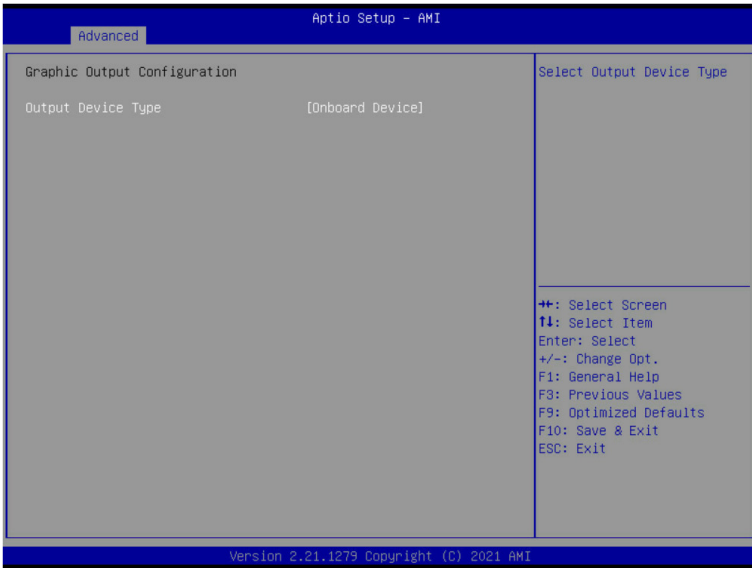 Aptio Setup – AMI
Advanced
Graphic Output Configuration
Output Device Type [Onboard Device]
Select Output Device Type
→←: Select Screen
↑↓: Select Item
Enter: Select
+/-: Change Opt.
F1: General Help
F3: Previous Values
F9: Optimized Defaults
F10: Save & Exit
ESC: Exit
Version 2.21.1279 Copyright (C) 2021 AMI